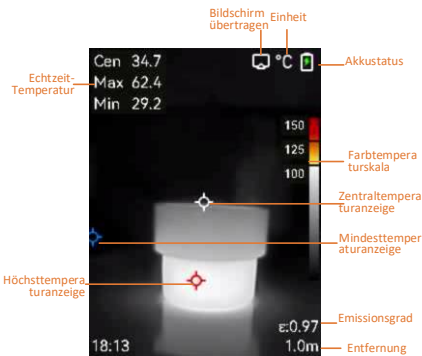 Bildschirm
übertragen
Einheit
Cen 34.7
°C
Akkustatus
Echtzeit-
Temperatur
Max 62.4
Min 29.2
150
125
100
Farbtempera
turskala
Zentraltempera
turanzeige
Mindesttemper
aturanzeige
Höchsttempera
turanzeige
ε:0.97
Emissionsgrad
18:13
1.0m
Entfernung